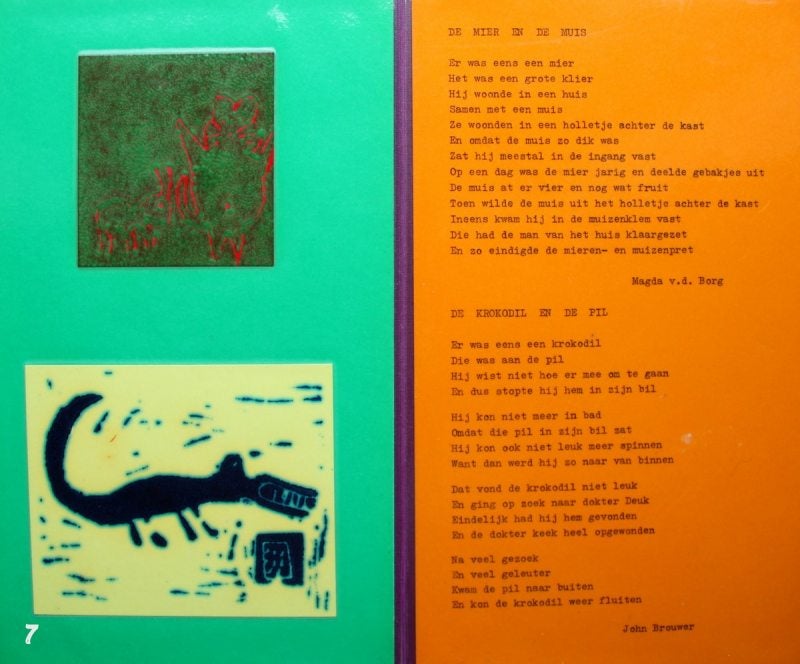 DE MIER EN DE MUIS
Er was eens een mier
Het was een grote klier
Hij woonde in een huis
Samen met een muis
Ze woonden in een holletje achter de kast
En omdat de muis zo dik was
Zat hij meestal in de ingang vast
Op een dag was de mier jarig en deelde gebakjes uit
De muis at er vier en nog wat fruit
Toen wilde de muis uit het holletje achter de kast
Ineens kwam hij in de muizenklem vast
Die had de man van het huis klaargezet
En zo eindigde de mieren- en muizenpret
Magda v.d. Borg
DE KROKODIL EN DE PIL
Er was eens een krokodil
Die was aan de pil
Hij wist niet hoe er mee om te gaan
En dus stopte hij hem in zijn bil
Hij kon niet meer in bad
Omdat die pil in zijn bil zat
Hij kon ook niet leuk meer spinnen
Want dan werd hij zo naar van binnen
Dat vond de krokodil niet leuk
En ging op zoek naar dokter Deuk
Eindelijk had hij hem gevonden
En de dokter keek heel opgewonden
Na veel gezoek
En veel geleuter
Kwam de pil naar buiten
En kon de krokodil weer fluiten
John Brouwer
7